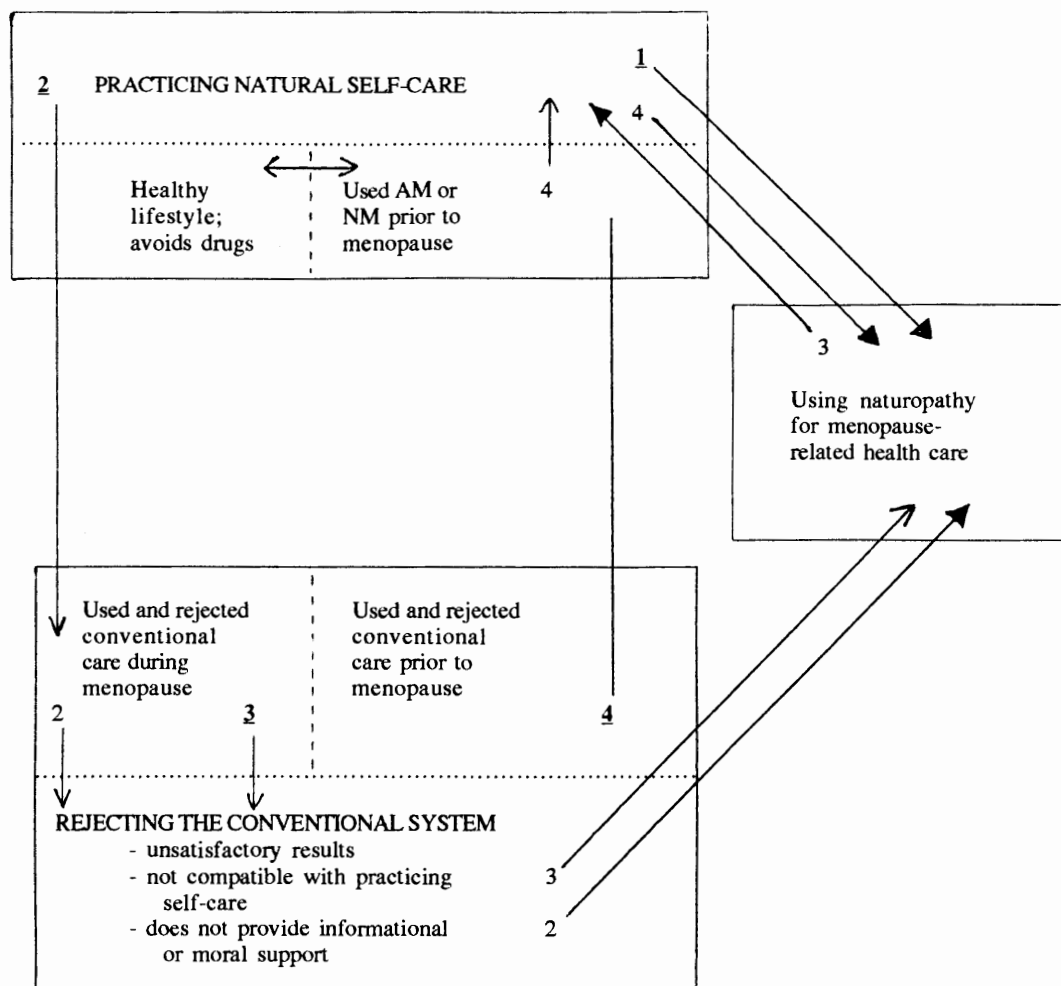 1
2 PRACTICING NATURAL SELF-CARE
4
Healthy
lifestyle;
avoids drugs
Used AM or
NM prior to
menopause
4
3
Using naturopathy
for menopause-
related health care
Used and rejected
conventional
care during
menopause
Used and rejected
conventional
care prior to
menopause
2
3
4
REJECTING THE CONVENTIONAL SYSTEM
- unsatisfactory results
- not compatible with practicing
self-care
- does not provide informational
or moral support
3
2